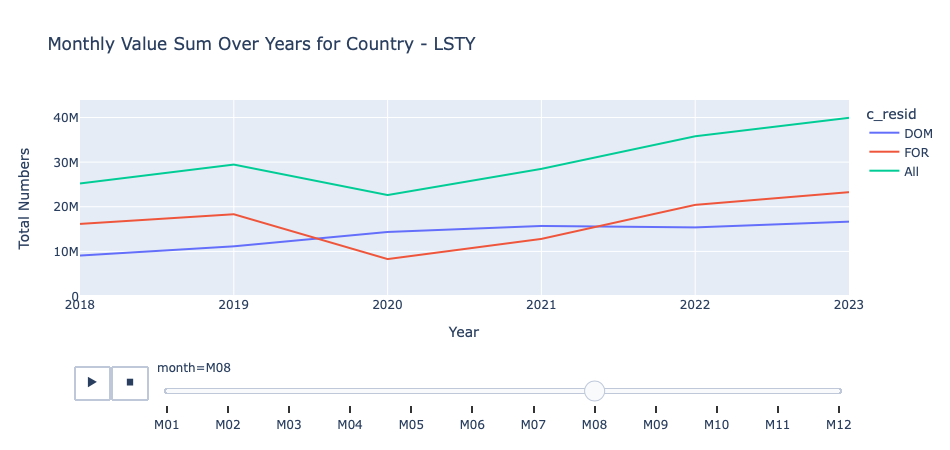 Monthly Value Sum Over Years for Country - LSTY
c_resid
DOM
FOR
All
Total Numbers
40M
30M
20M
10M
0
2018 2019 2020 2021 2022 2023
Year
month=M08
M01 M02 M03 M04 M05 M06 M07 M08 M09 M10 M11 M12